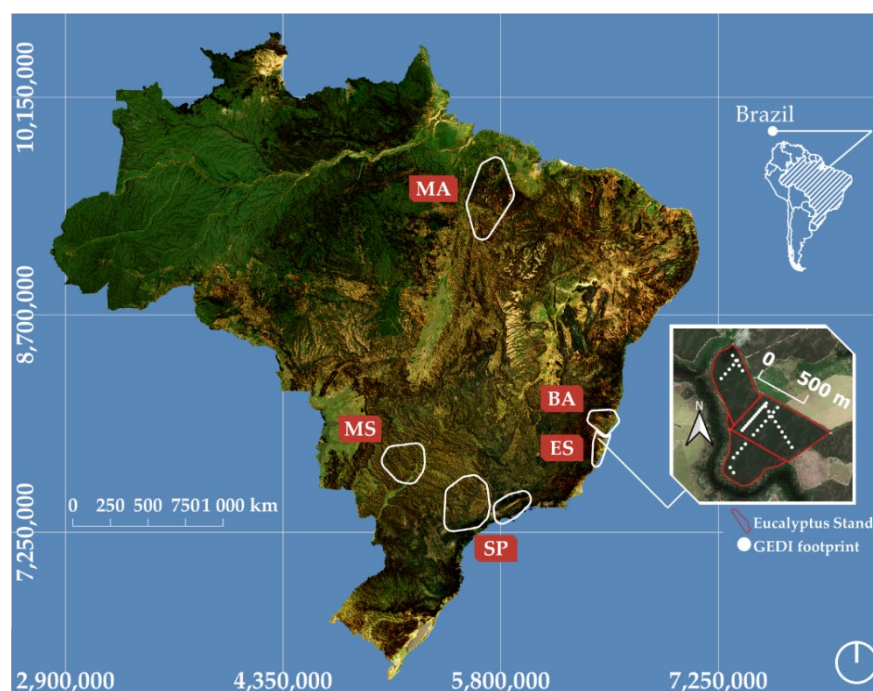 10,150,000
8,700,000
7,250,000
Brazil
MA
BA
MS
ES
SP
0
500 m
N
0 250 500 7501 000 km
Eucalyptus Stand
GEDI footprint
2,900,000 4,350,000 5,800,000 7,250,000